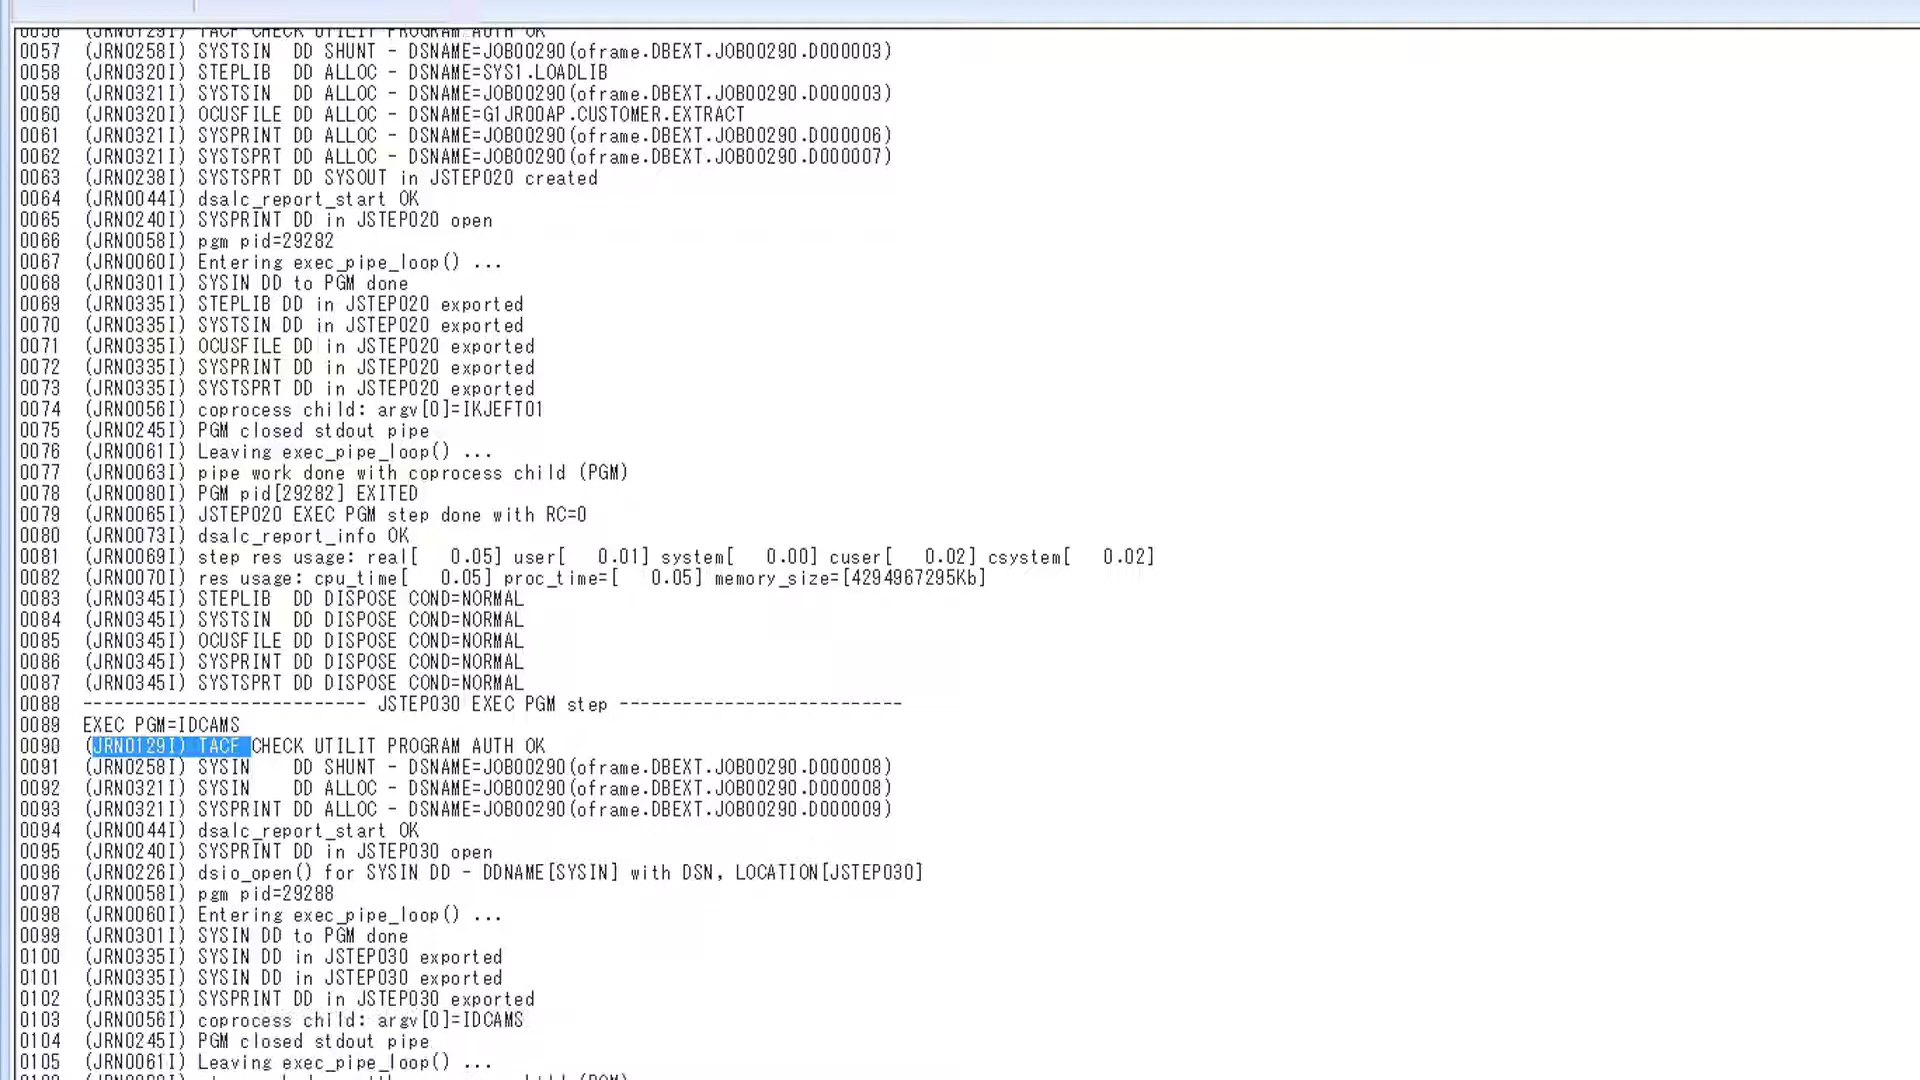 0056  (JRN0129I) TACF CHECK UTILIT PROGRAM AUTH OK
0057  (JRN0258I) SYSTSIN  DD SHUNT - DSNAME=JOB00290(oframe.DBEXT.JOB00290.D000003)
0058  (JRN0320I) STEPLIB  DD ALLOC - DSNAME=SYS1.LOADLIB
0059  (JRN0321I) SYSTSIN  DD ALLOC - DSNAME=JOB00290(oframe.DBEXT.JOB00290.D000003)
0060  (JRN0320I) OCUSFILE DD ALLOC - DSNAME=G1JR00AP.CUSTOMER.EXTRACT
0061  (JRN0321I) SYSPRINT DD ALLOC - DSNAME=JOB00290(oframe.DBEXT.JOB00290.D000006)
0062  (JRN0321I) SYSTSPRT DD ALLOC - DSNAME=JOB00290(oframe.DBEXT.JOB00290.D000007)
0063  (JRN0238I) SYSTSPRT DD SYSOUT in JSTEP020 created
0064  (JRN0044I) dsalc_report_start OK
0065  (JRN0240I) SYSPRINT DD in JSTEP020 open
0066  (JRN0058I) pgm pid=29282
0067  (JRN0060I) Entering exec_pipe_loop() ...
0068  (JRN0301I) SYSIN DD to PGM done
0069  (JRN0335I) STEPLIB DD in JSTEP020 exported
0070  (JRN0335I) SYSTSIN DD in JSTEP020 exported
0071  (JRN0335I) OCUSFILE DD in JSTEP020 exported
0072  (JRN0335I) SYSPRINT DD in JSTEP020 exported
0073  (JRN0335I) SYSTSPRT DD in JSTEP020 exported
0074  (JRN0056I) coprocess child: argv[0]=IKJEFT01
0075  (JRN0245I) PGM closed stdout pipe
0076  (JRN0061I) Leaving exec_pipe_loop() ...
0077  (JRN0063I) pipe work done with coprocess child (PGM)
0078  (JRN0080I) PGM pid[29282] EXITED
0079  (JRN0065I) JSTEP020 EXEC PGM step done with RC=0
0080  (JRN0073I) dsalc_report_info OK
0081  (JRN0069I) step res usage: real[   0.05] user[   0.01] system[   0.00] cuser[   0.02] csystem[   0.02]
0082  (JRN0070I) res usage: cpu_time[   0.05] proc_time=[   0.05] memory_size=[4294967295Kb]
0083  (JRN0345I) STEPLIB  DD DISPOSE COND=NORMAL
0084  (JRN0345I) SYSTSIN  DD DISPOSE COND=NORMAL
0085  (JRN0345I) OCUSFILE DD DISPOSE COND=NORMAL
0086  (JRN0345I) SYSPRINT DD DISPOSE COND=NORMAL
0087  (JRN0345I) SYSTSPRT DD DISPOSE COND=NORMAL
0088  --------------------------- JSTEP030 EXEC PGM step ---------------------------
0089  EXEC PGM=IDCAMS
0090  (JRN0129I) TACF CHECK UTILIT PROGRAM AUTH OK
0091  (JRN0258I) SYSIN    DD SHUNT - DSNAME=JOB00290(oframe.DBEXT.JOB00290.D000008)
0092  (JRN0321I) SYSIN    DD ALLOC - DSNAME=JOB00290(oframe.DBEXT.JOB00290.D000008)
0093  (JRN0321I) SYSPRINT DD ALLOC - DSNAME=JOB00290(oframe.DBEXT.JOB00290.D000009)
0094  (JRN0044I) dsalc_report_start OK
0095  (JRN0240I) SYSPRINT DD in JSTEP030 open
0096  (JRN0226I) dsio_open() for SYSIN DD - DDNAME[SYSIN] with DSN, LOCATION[JSTEP030]
0097  (JRN0058I) pgm pid=29288
0098  (JRN0060I) Entering exec_pipe_loop() ...
0099  (JRN0301I) SYSIN DD to PGM done
0100  (JRN0335I) SYSIN DD in JSTEP030 exported
0101  (JRN0335I) SYSIN DD in JSTEP030 exported
0102  (JRN0335I) SYSPRINT DD in JSTEP030 exported
0103  (JRN0056I) coprocess child: argv[0]=IDCAMS
0104  (JRN0245I) PGM closed stdout pipe
0105  (JRN0061I) Leaving exec_pipe_loop() ...